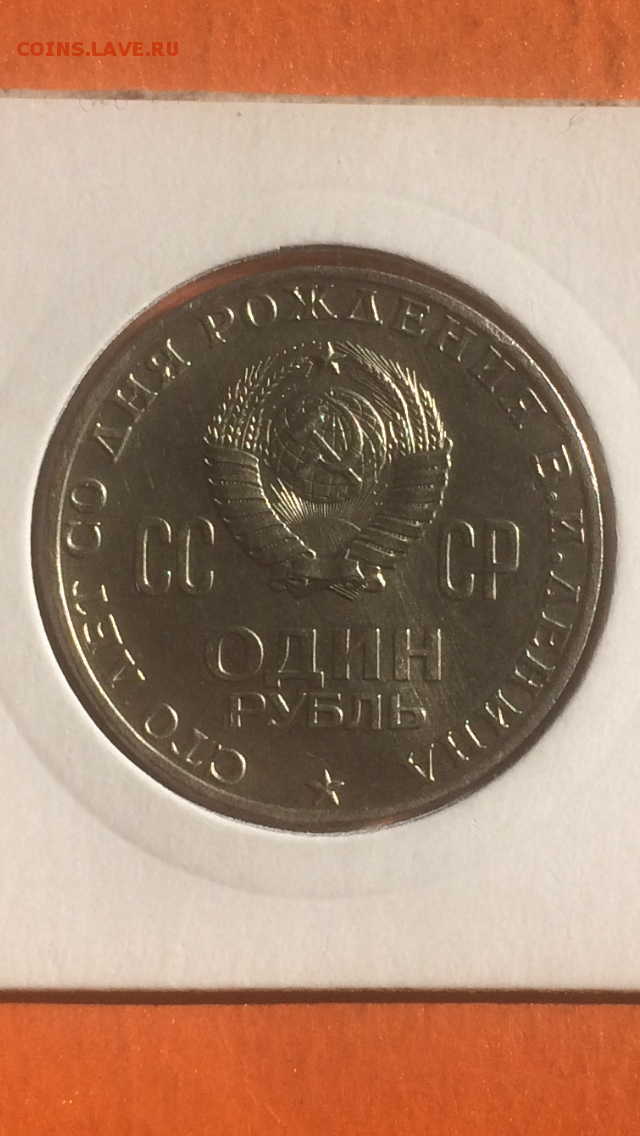 COINS.LAVE.RU
СТО ЛЕТ СО ДНЯ РОЖДЕНИЯ В.И.ЛЕНИНА
СС СР
ОДИН
РУБЛЬ